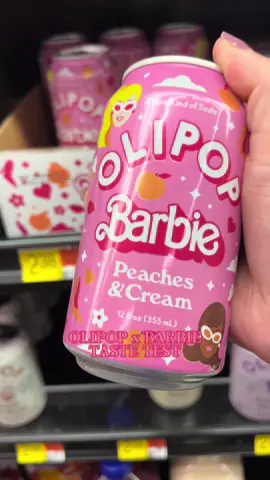 A New Kind of Soda
OLIPOP
Barbie
Peaches
& Cream
12 fl oz (355 mL)
OLIPOP x BARBIE
TASTE TEST
OLIPOP
2.38